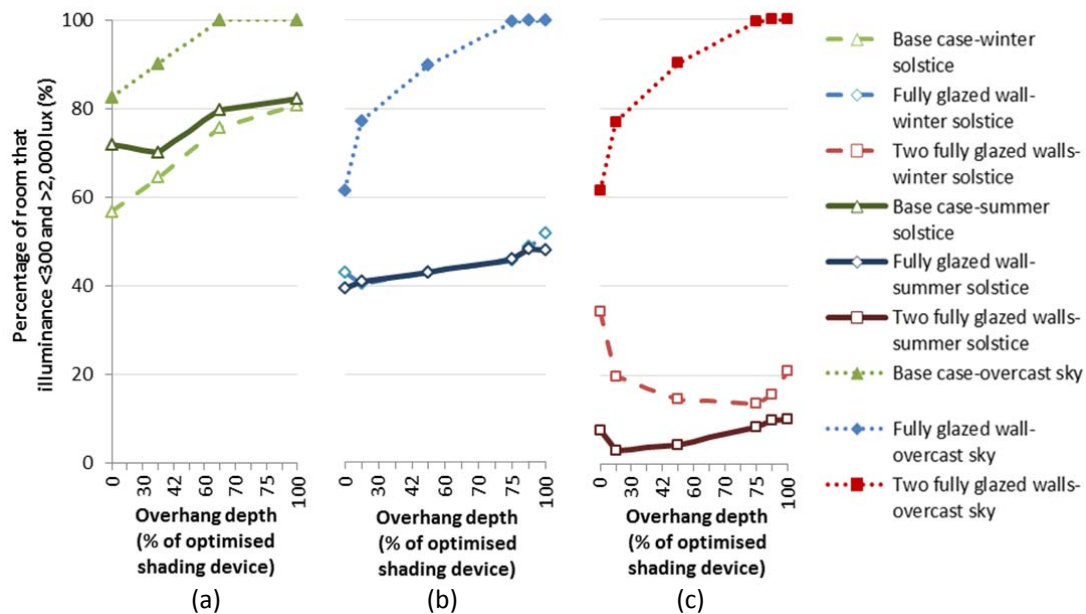 Percentage of room that
illuminance <300 and >2,000 lux (%)
100
80
60
40
20
0
0
30
42
60
67
100
Overhang depth
(% of optimised
shading device)
(a)
0
30
42
60
75
100
Overhang depth
(% of optimised
shading device)
(b)
0
30
42
60
75
100
Overhang depth
(% of optimised
shading device)
(c)
Base case-winter
solstice
Fully glazed wall-
winter solstice
Two fully glazed walls-
winter solstice
Base case-summer
solstice
Fully glazed wall-
summer solstice
Two fully glazed walls-
summer solstice
Base case-overcast sky
Fully glazed wall-
overcast sky
Two fully glazed walls-
overcast sky